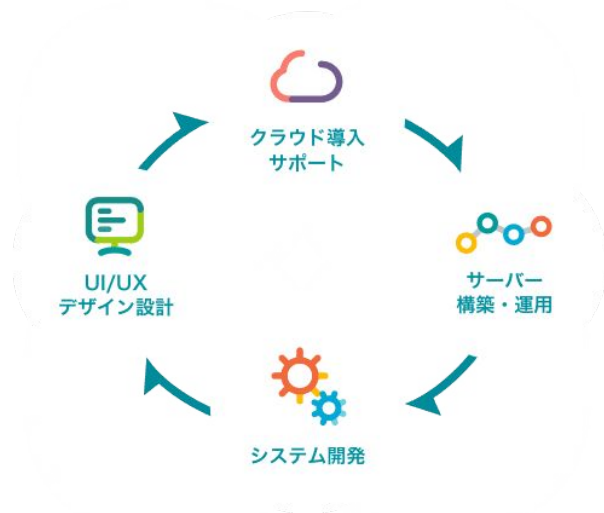 クラウド導入
サポート
サーバー
構築・運用
システム開発
UI/UX
デザイン設計